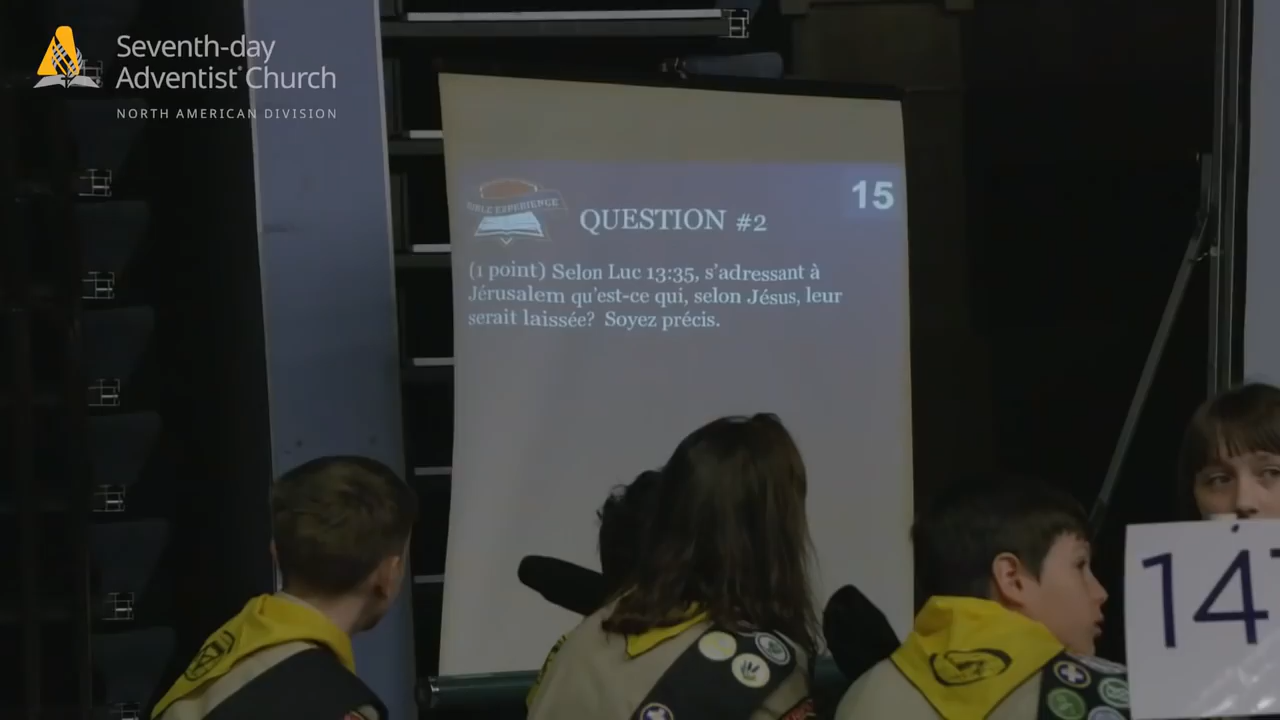 Seventh-day
Adventist Church
NORTH AMERICAN DIVISION
BIBLE EXPERIENCE
15
QUESTION #2
(1 point) Selon Luc 13:35, s'adressant à
Jérusalem qu'est-ce qui, selon Jésus, leur
serait laissée? Soyez précis.
14